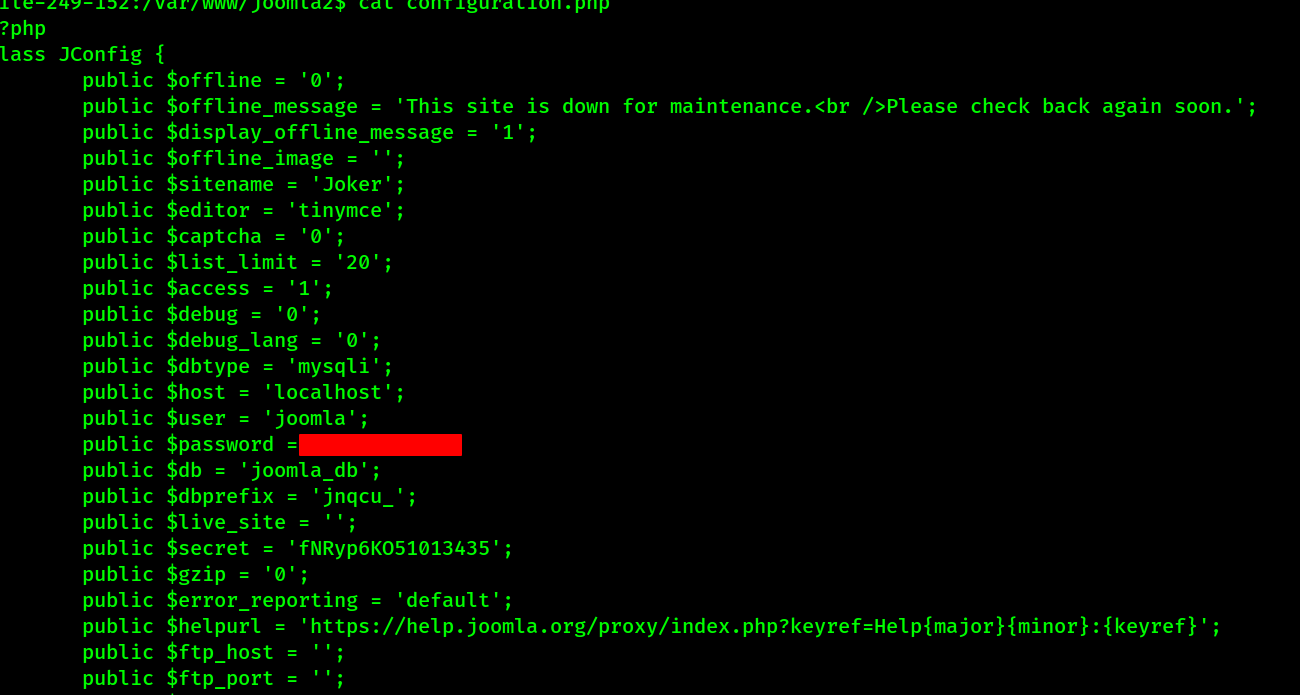 ile-249-152:/var/www/joomla2$ cat configuration.php
?php
lass JConfig {
public $offline = '0';
public $offline_message = 'This site is down for maintenance.<br />Please check back again soon.';
public $display_offline_message = '1';
public $offline_image = '';
public $sitename = 'Joker';
public $editor = 'tinymce';
public $captcha = '0';
public $list_limit = '20';
public $access = '1';
public $debug = '0';
public $debug_lang = '0';
public $dbtype = 'mysqli';
public $host = 'localhost';
public $user = 'joomla';
public $password =
public $db = 'joomla_db';
public $dbprefix = 'jnqcu_';
public $live_site = '';
public $secret = 'fNRyp6KO51013435';
public $gzip = '0';
public $error_reporting = 'default';
public $helpurl = 'https://help.joomla.org/proxy/index.php?keyref=Help{major}{minor}:{keyref}';
public $ftp_host = '';
public $ftp_port = '';